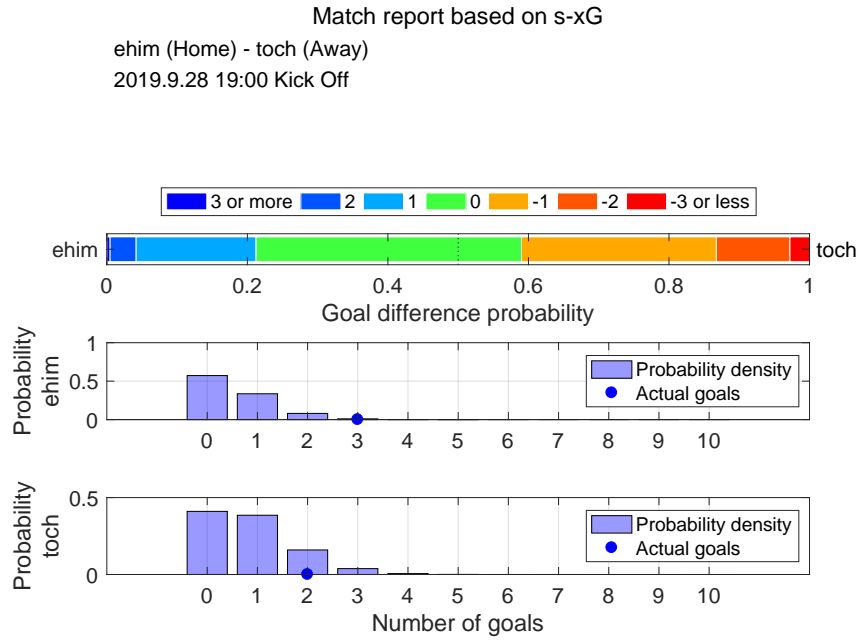 Match report based on s-xG
ehim (Home) - toch (Away)
2019.9.28 19:00 Kick Off
3 or more 2 1 0 -1 -2 -3 or less
ehim toch
0 0.2 0.4 0.6 0.8 1
Goal difference probability
Probability
ehim
1
0.5
0
Probability density
Actual goals
0 1 2 3 4 5 6 7 8 9 10
Probability
toch
0.5
0
Probability density
Actual goals
0 1 2 3 4 5 6 7 8 9 10
Number of goals